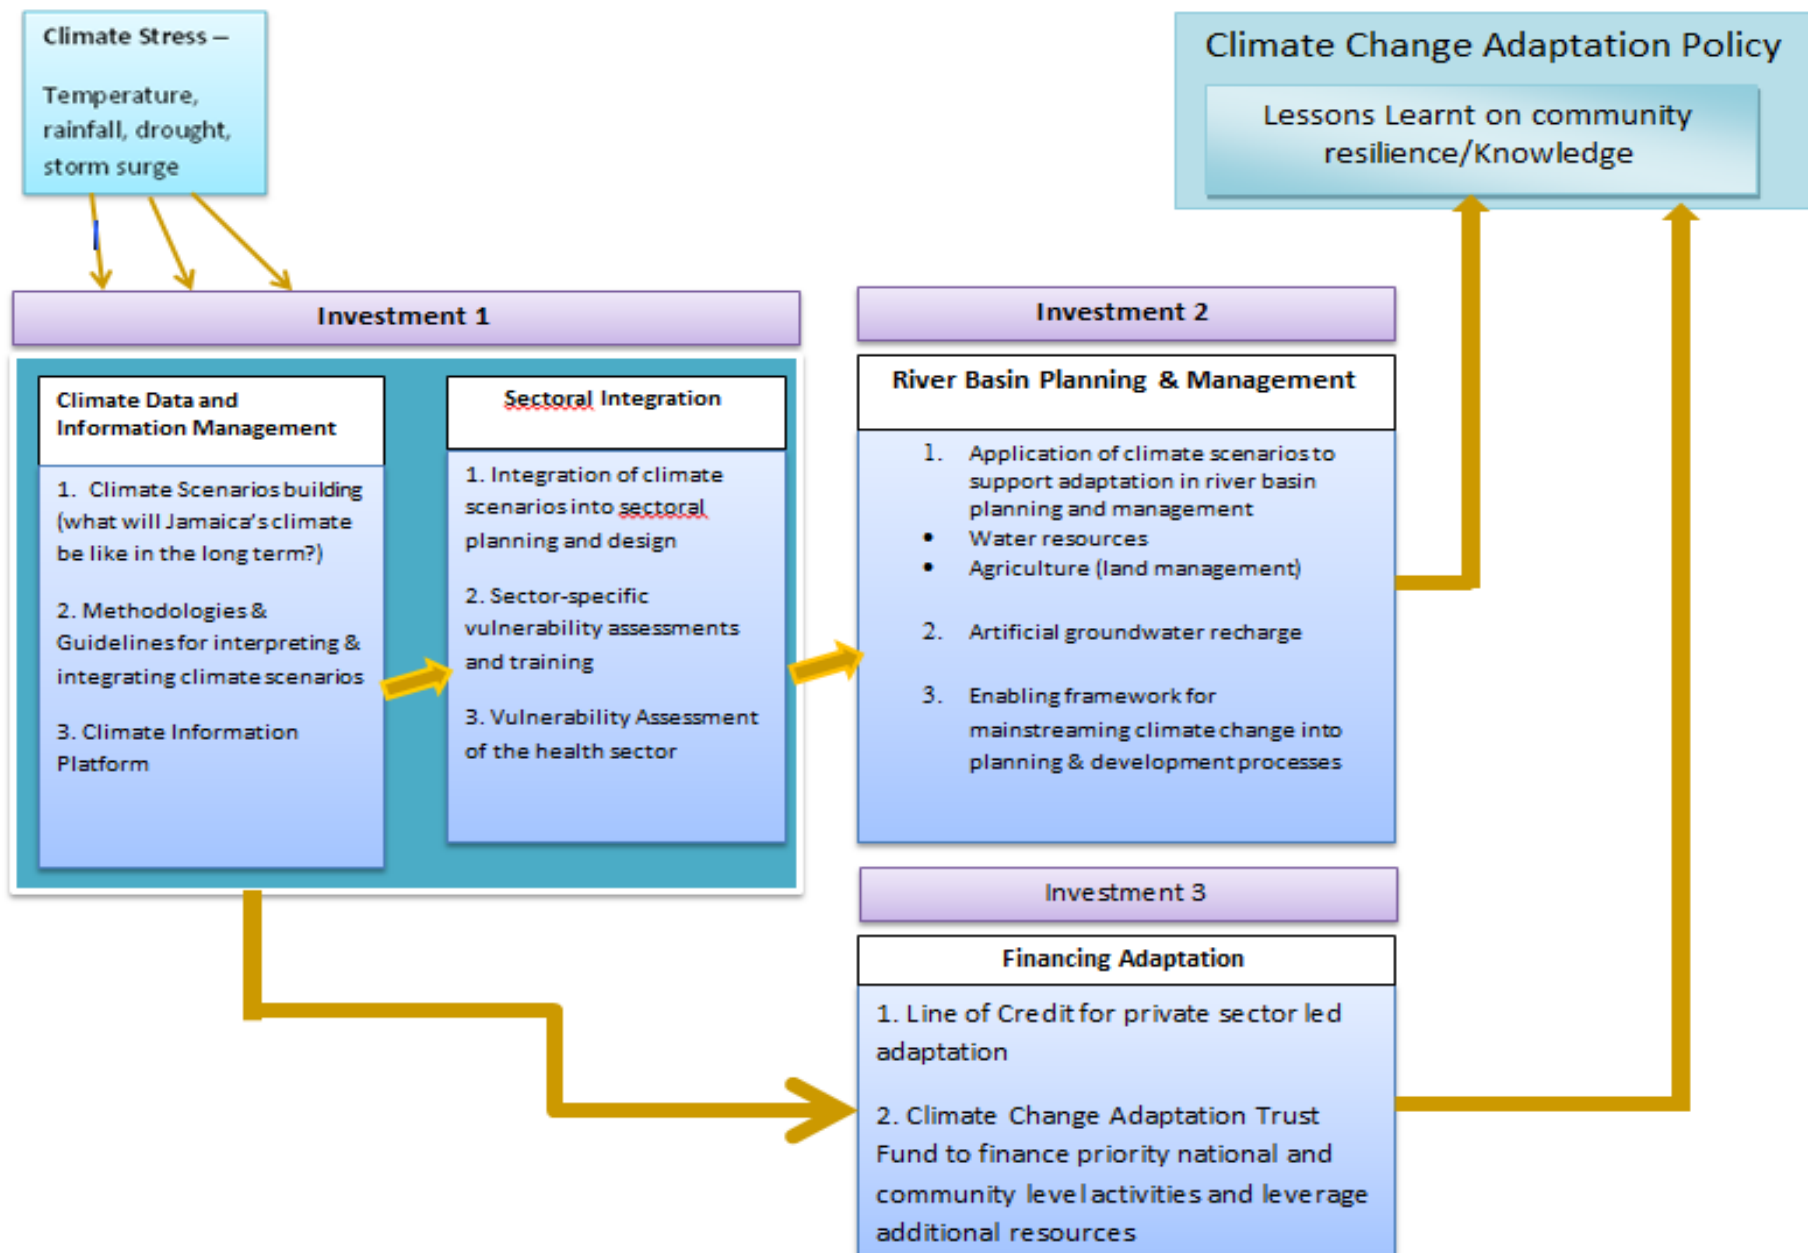 Climate Stress –
Temperature,
rainfall, drought,
storm surge
Climate Change Adaptation Policy
Lessons Learnt on community
resilience/Knowledge
Investment 1
Climate Data and
Information Management
1. Climate Scenarios building
(what will Jamaica's climate
be like in the long term?)
2. Methodologies &
Guidelines for interpreting &
integrating climate scenarios
3. Climate Information
Platform
Sectoral Integration
1. Integration of climate
scenarios into sectoral
planning and design
2. Sector-specific
vulnerability assessments
and training
3. Vulnerability Assessment
of the health sector
Investment 2
River Basin Planning & Management
1. Application of climate scenarios to
support adaptation in river basin
planning and management
• Water resources
• Agriculture (land management)
2. Artificial groundwater recharge
3. Enabling framework for
mainstreaming climate change into
planning & development processes
Investment 3
Financing Adaptation
1. Line of Credit for private sector led
adaptation
2. Climate Change Adaptation Trust
Fund to finance priority national and
community level activities and leverage
additional resources